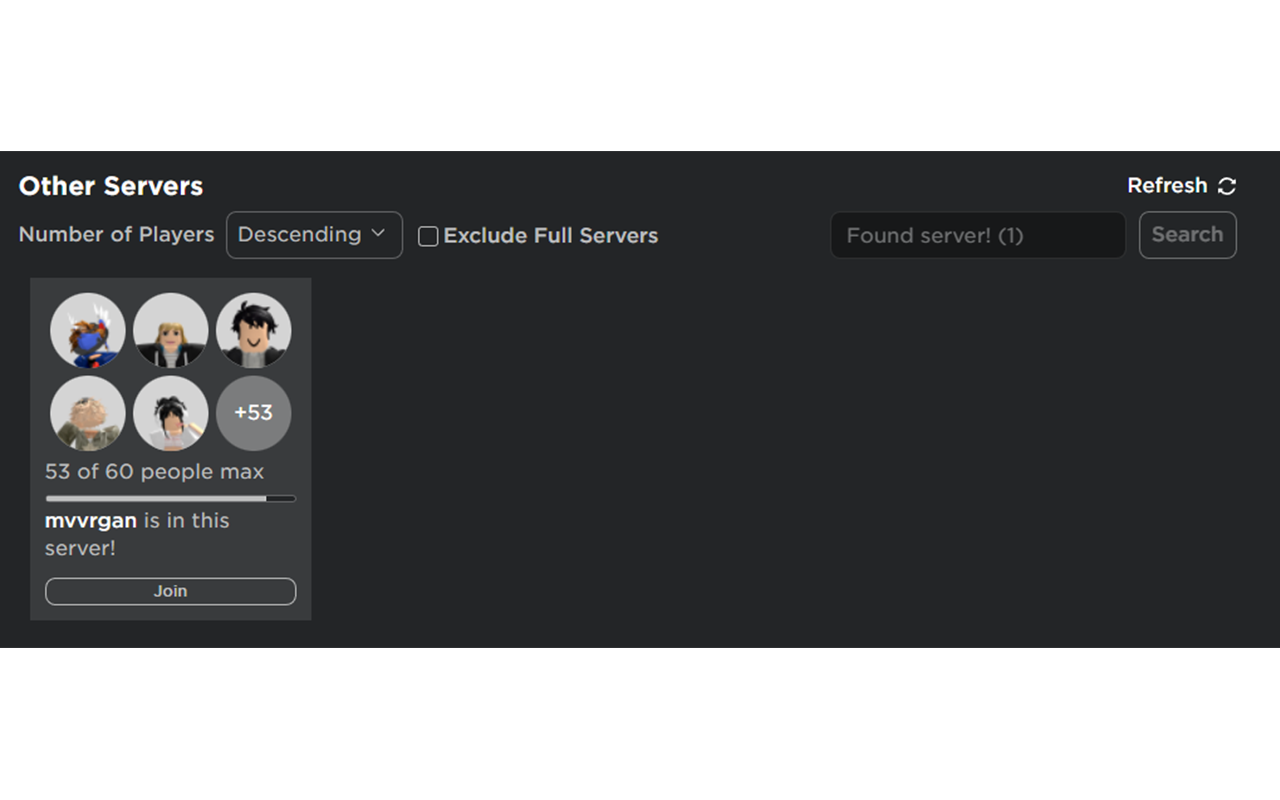 Other Servers
Refresh
Number of Players Descending Exclude Full Servers Found server! (1) Search
+53
53 of 60 people max
mvvrgan is in this
server!
Join